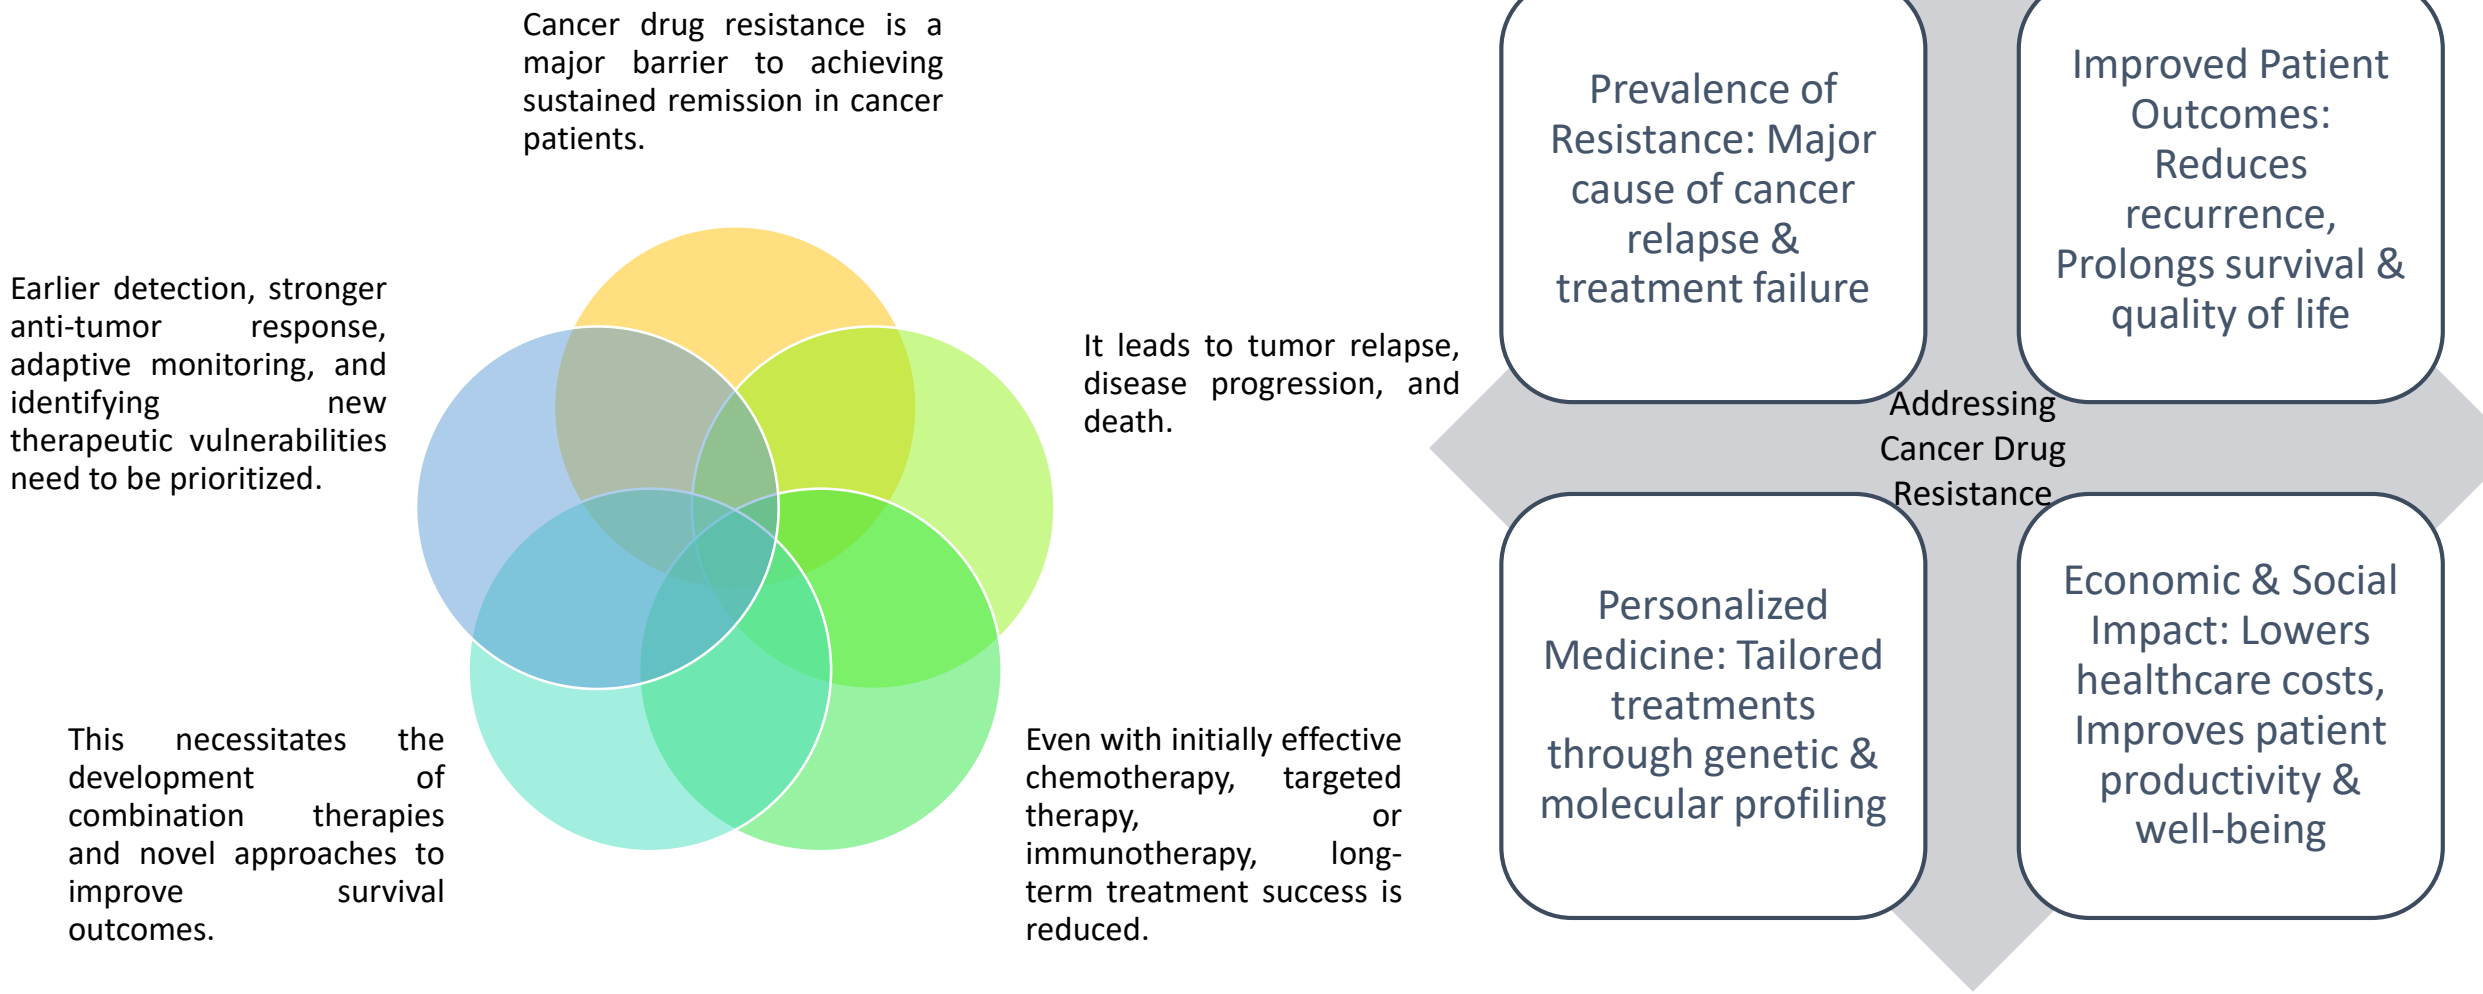 Cancer drug resistance is a
major barrier to achieving
sustained remission in cancer
patients.
Earlier detection, stronger
anti-tumor response,
adaptive monitoring, and
identifying new
therapeutic vulnerabilities
need to be prioritized.
It leads to tumor relapse,
disease progression, and
death.
This necessitates the
development of
combination therapies
and novel approaches to
improve survival
outcomes.
Even with initially effective
chemotherapy, targeted
therapy, or
immunotherapy, long-
term treatment success is
reduced.
Prevalence of
Resistance: Major
cause of cancer
relapse &
treatment failure
Improved Patient
Outcomes:
Reduces
recurrence,
Prolongs survival &
quality of life
Addressing
Cancer Drug
Resistance
Personalized
Medicine: Tailored
treatments
through genetic &
molecular profiling
Economic & Social
Impact: Lowers
healthcare costs,
Improves patient
productivity &
well-being